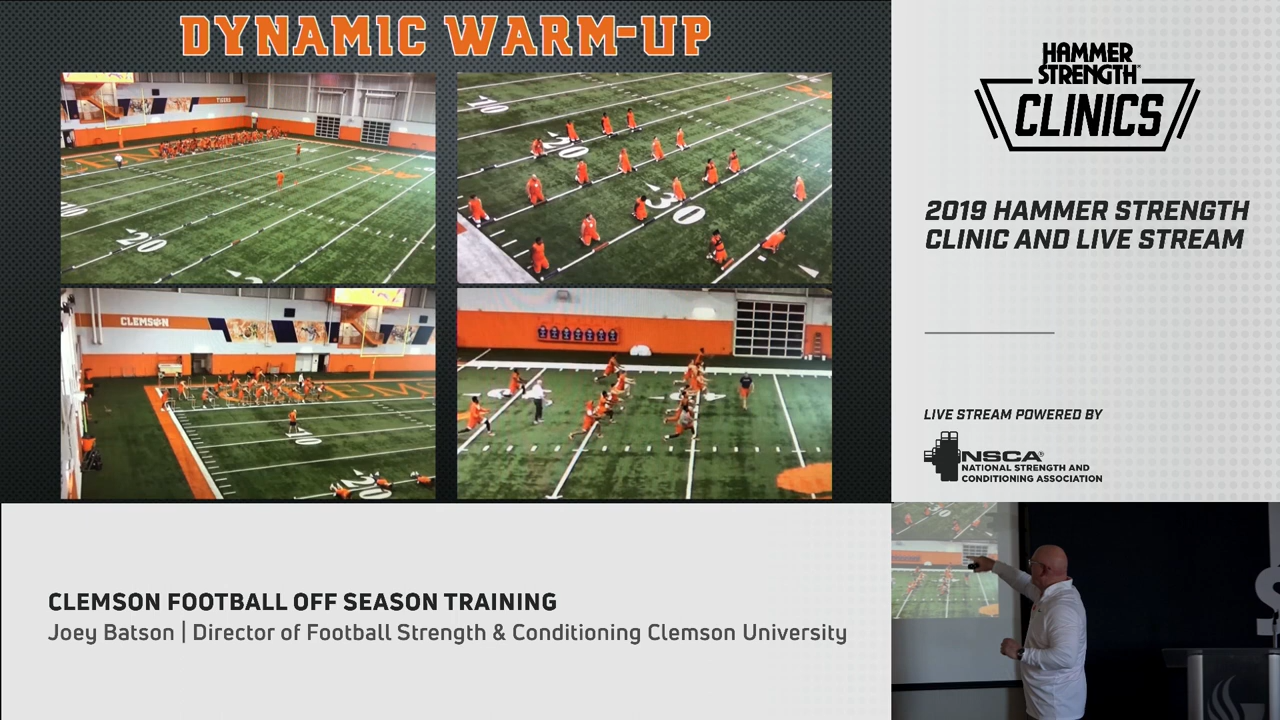 DYNAMIC WARM-UP
TIGERS
20
10
20
30
CLEMSON
HAMMER
STRENGTH®
CLINICS
2019 HAMMER STRENGTH
CLINIC AND LIVE STREAM
LIVE STREAM POWERED BY
NSCA®
NATIONAL STRENGTH AND
CONDITIONING ASSOCIATION
CLEMSON FOOTBALL OFF SEASON TRAINING
Joey Batson | Director of Football Strength & Conditioning Clemson University